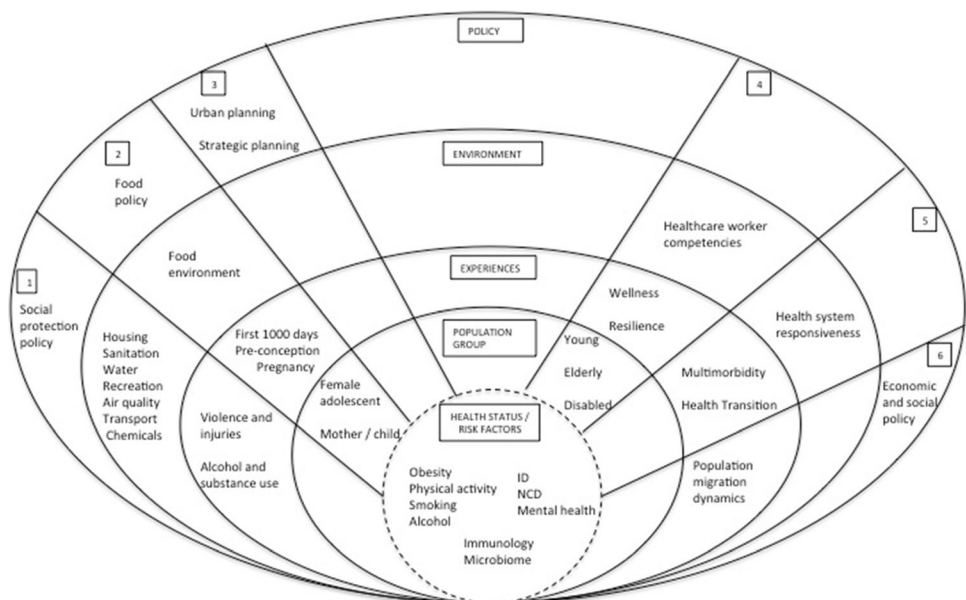 POLICY
3
4
Urban planning
Strategic planning
2
ENVIRONMENT
Food
policy
5
Healthcare worker
competencies
Food
environment
EXPERIENCES
1
Wellness
Social
protection
policy
Health system
responsiveness
Resilience
Housing
Sanitation
Water
Recreation
Air quality
Transport
Chemicals
First 1000 days
Pre-conception
Pregnancy
POPULATION
GROUP
Young
6
Elderly
Multimorbidity
Female
adolescent
Economic
and social
policy
Disabled
Health Transition
Violence and
injuries
HEALTH STATUS /
RISK FACTORS
Mother / child
Alcohol and
substance use
Obesity
Physical activity
Smoking
Alcohol
ID
NCD
Mental health
Population
migration
dynamics
Immunology
Microbiome